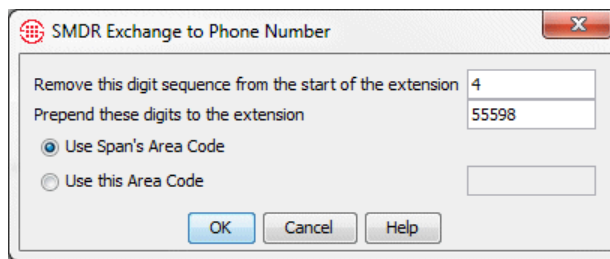 SMDR Exchange to Phone Number
Remove this digit sequence from the start of the extension 4
Prepend these digits to the extension 55598
Use Span's Area Code
Use this Area Code
OK Cancel Help